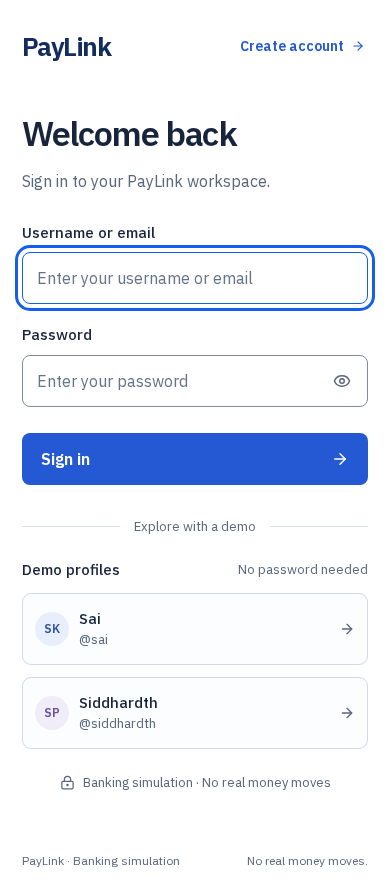 PayLink
Create account
Welcome back
Sign in to your PayLink workspace.
Username or email
Enter your username or email
Password
Enter your password
Sign in
Explore with a demo
Demo profiles
No password needed
SK
Sai
@sai
SP
Siddhardth
@siddhardth
Banking simulation · No real money moves
PayLink · Banking simulation
No real money moves.